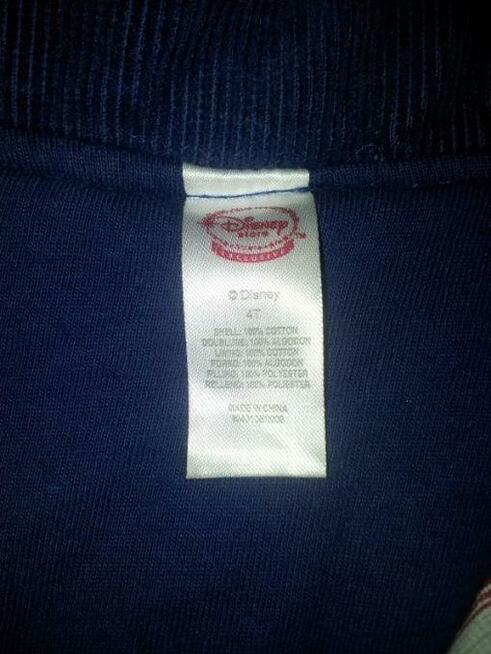 Disney
store
EXCLUSIVE
TM
© Disney
4T
SHELL: 100% COTTON
DOUBLURE: 100% ALGODON
LINING: 100% COTTON
FORRO: 100% ALGODON
FILLING: 100% POLYESTER
RELLENO: 100% POLIESTER
MADE IN CHINA